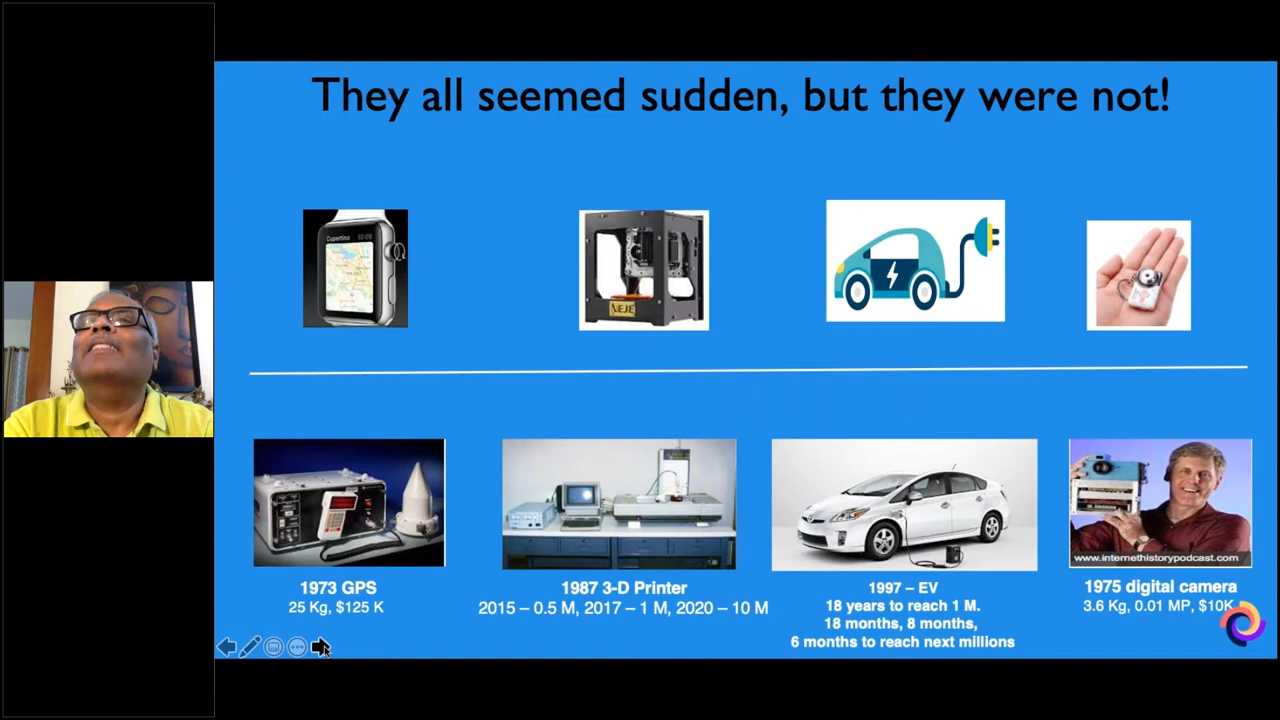 They all seemed sudden, but they were not!
Cupertino 10:09
NEJE
www.internethistorypodcast.com
1973 GPS
25 Kg, $125 K
1987 3-D Printer
2015 – 0.5 M, 2017 – 1 M, 2020 – 10 M
1997 – EV
18 years to reach 1 M.
18 months, 8 months,
6 months to reach next millions
1975 digital camera
3.6 Kg, 0.01 MP, $10K